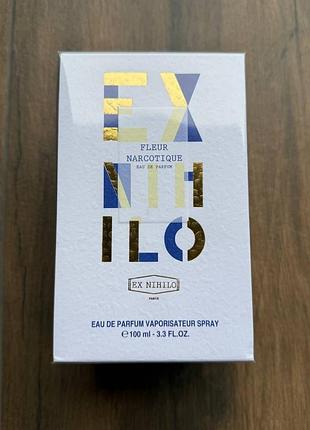 EX
FLEUR
NARCOTIQUE
EAU DE PARFUM
NIH
ILO
EX NIHILO
PARIS
EAU DE PARFUM VAPORISATEUR SPRAY
℮ 100 ml - 3.3 FL.OZ.